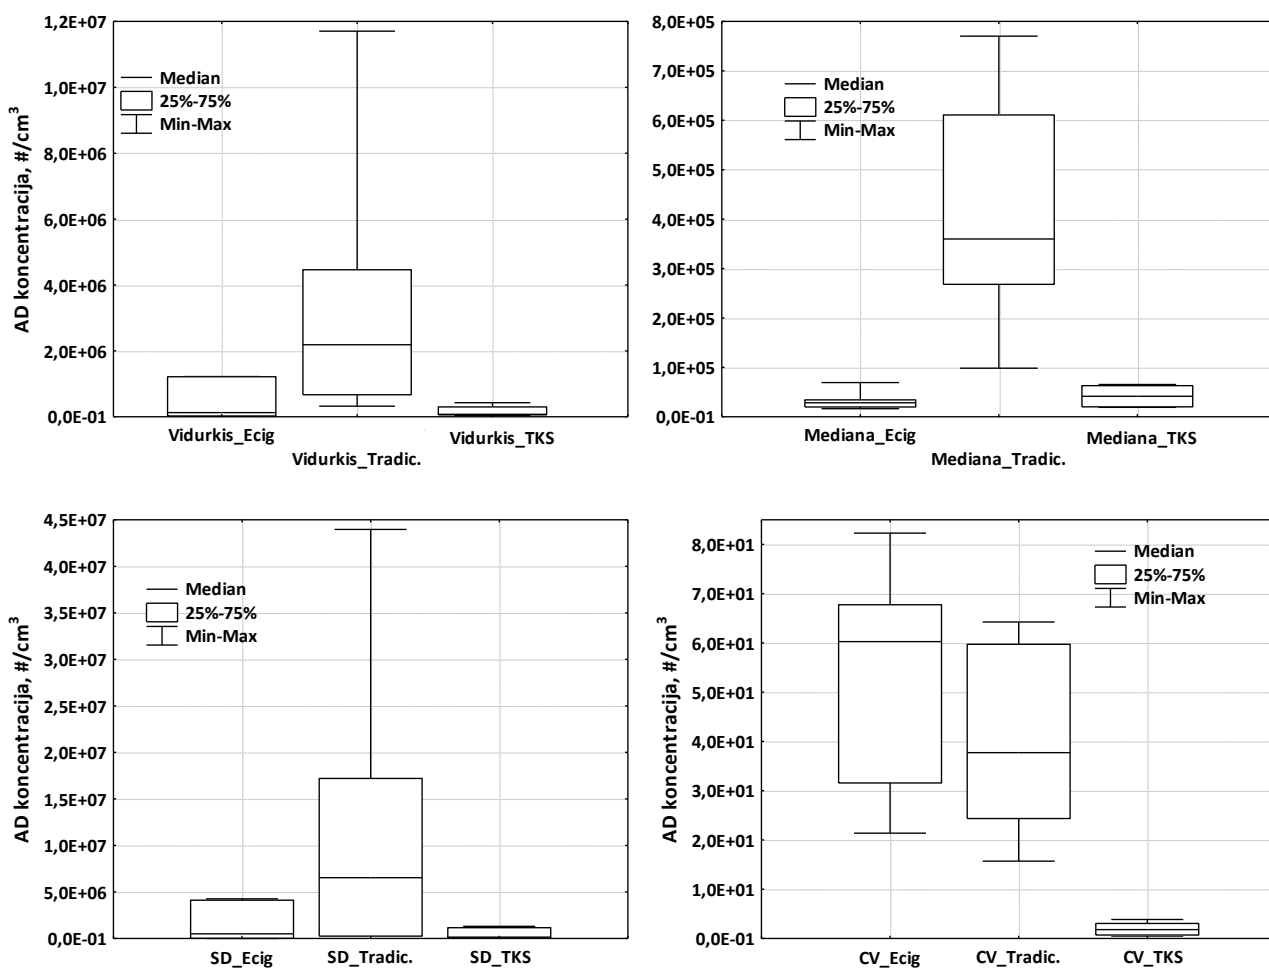 1,2E+07
1,0E+07
8,0E+06
6,0E+06
4,0E+06
2,0E+06
0,0E-01
AD koncentracija, #/cm³
Median
25%-75%
Min-Max
Vidurkis_Ecig
Vidurkis_Tradic.
Vidurkis_TKS
8,0E+05
7,0E+05
6,0E+05
5,0E+05
4,0E+05
3,0E+05
2,0E+05
1,0E+05
0,0E-01
AD koncentracija, #/cm³
Median
25%-75%
Min-Max
Mediana_Ecig
Mediana_Tradic.
Mediana_TKS
4,5E+07
4,0E+07
3,5E+07
3,0E+07
2,5E+07
2,0E+07
1,5E+07
1,0E+07
5,0E+06
0,0E-01
AD koncentracija, #/cm³
Median
25%-75%
Min-Max
SD_Ecig
SD_Tradic.
SD_TKS
8,0E+01
7,0E+01
6,0E+01
5,0E+01
4,0E+01
3,0E+01
2,0E+01
1,0E+01
0,0E-01
AD koncentracija, #/cm³
Median
25%-75%
Min-Max
CV_Ecig
CV_Tradic.
CV_TKS